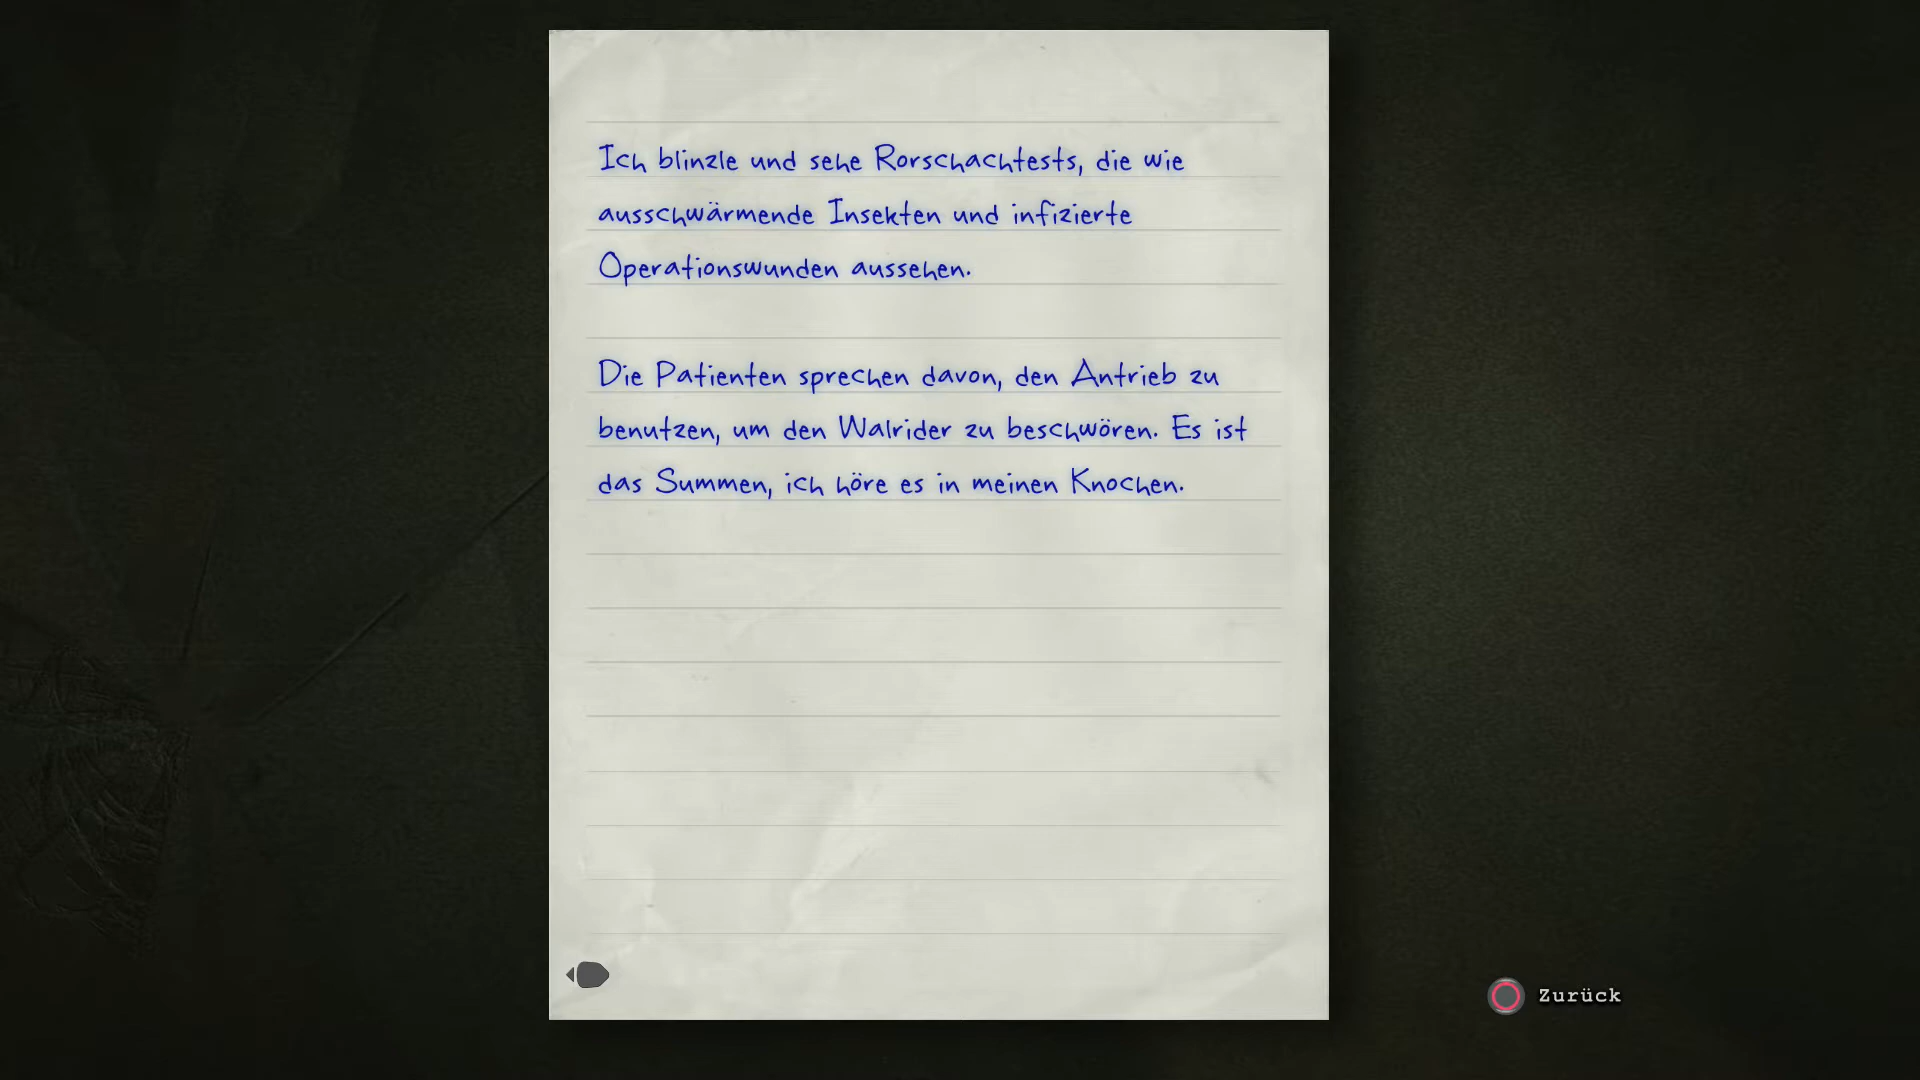 Ich blinzle und sehe Rorschachtests, die wie
ausschwärmende Insekten und infizierte
Operationswunden aussehen.
Die Patienten sprechen davon, den Antrieb zu
benutzen, um den Walrider zu beschwören. Es ist
das Summen, ich höre es in meinen Knochen.
Zurück